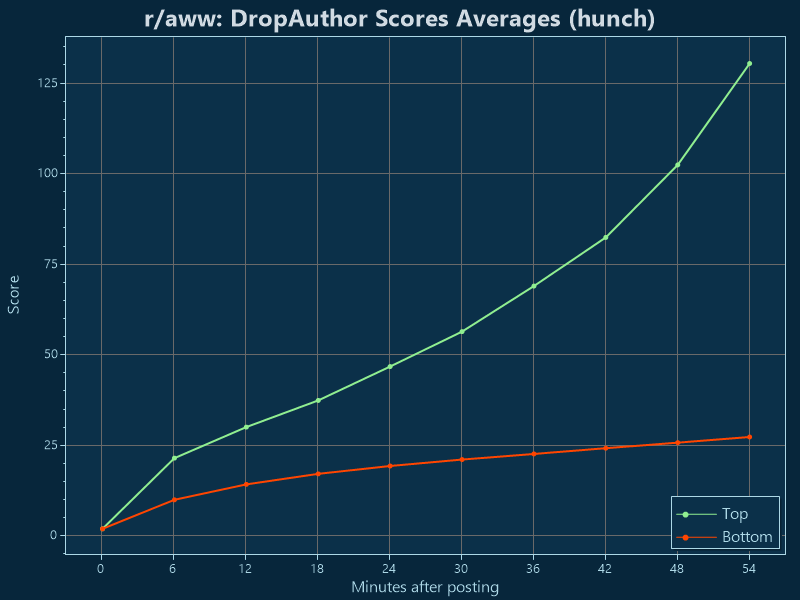 r/aww: DropAuthor Scores Averages (hunch)
125
100
75
50
25
0
Score
0 6 12 18 24 30 36 42 48 54
Minutes after posting
Top
Bottom